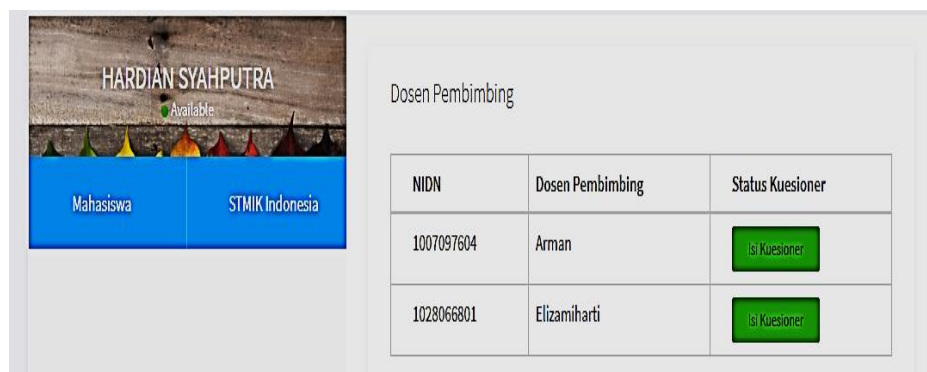 HARDIAN SYAHPUTRA
Available
Mahasiswa
STMIK Indonesia
Dosen Pembimbing
NIDN Dosen Pembimbing Status Kuesioner
1007097604 Arman Isi Kuesioner
1028066801 Elizamiharti Isi Kuesioner